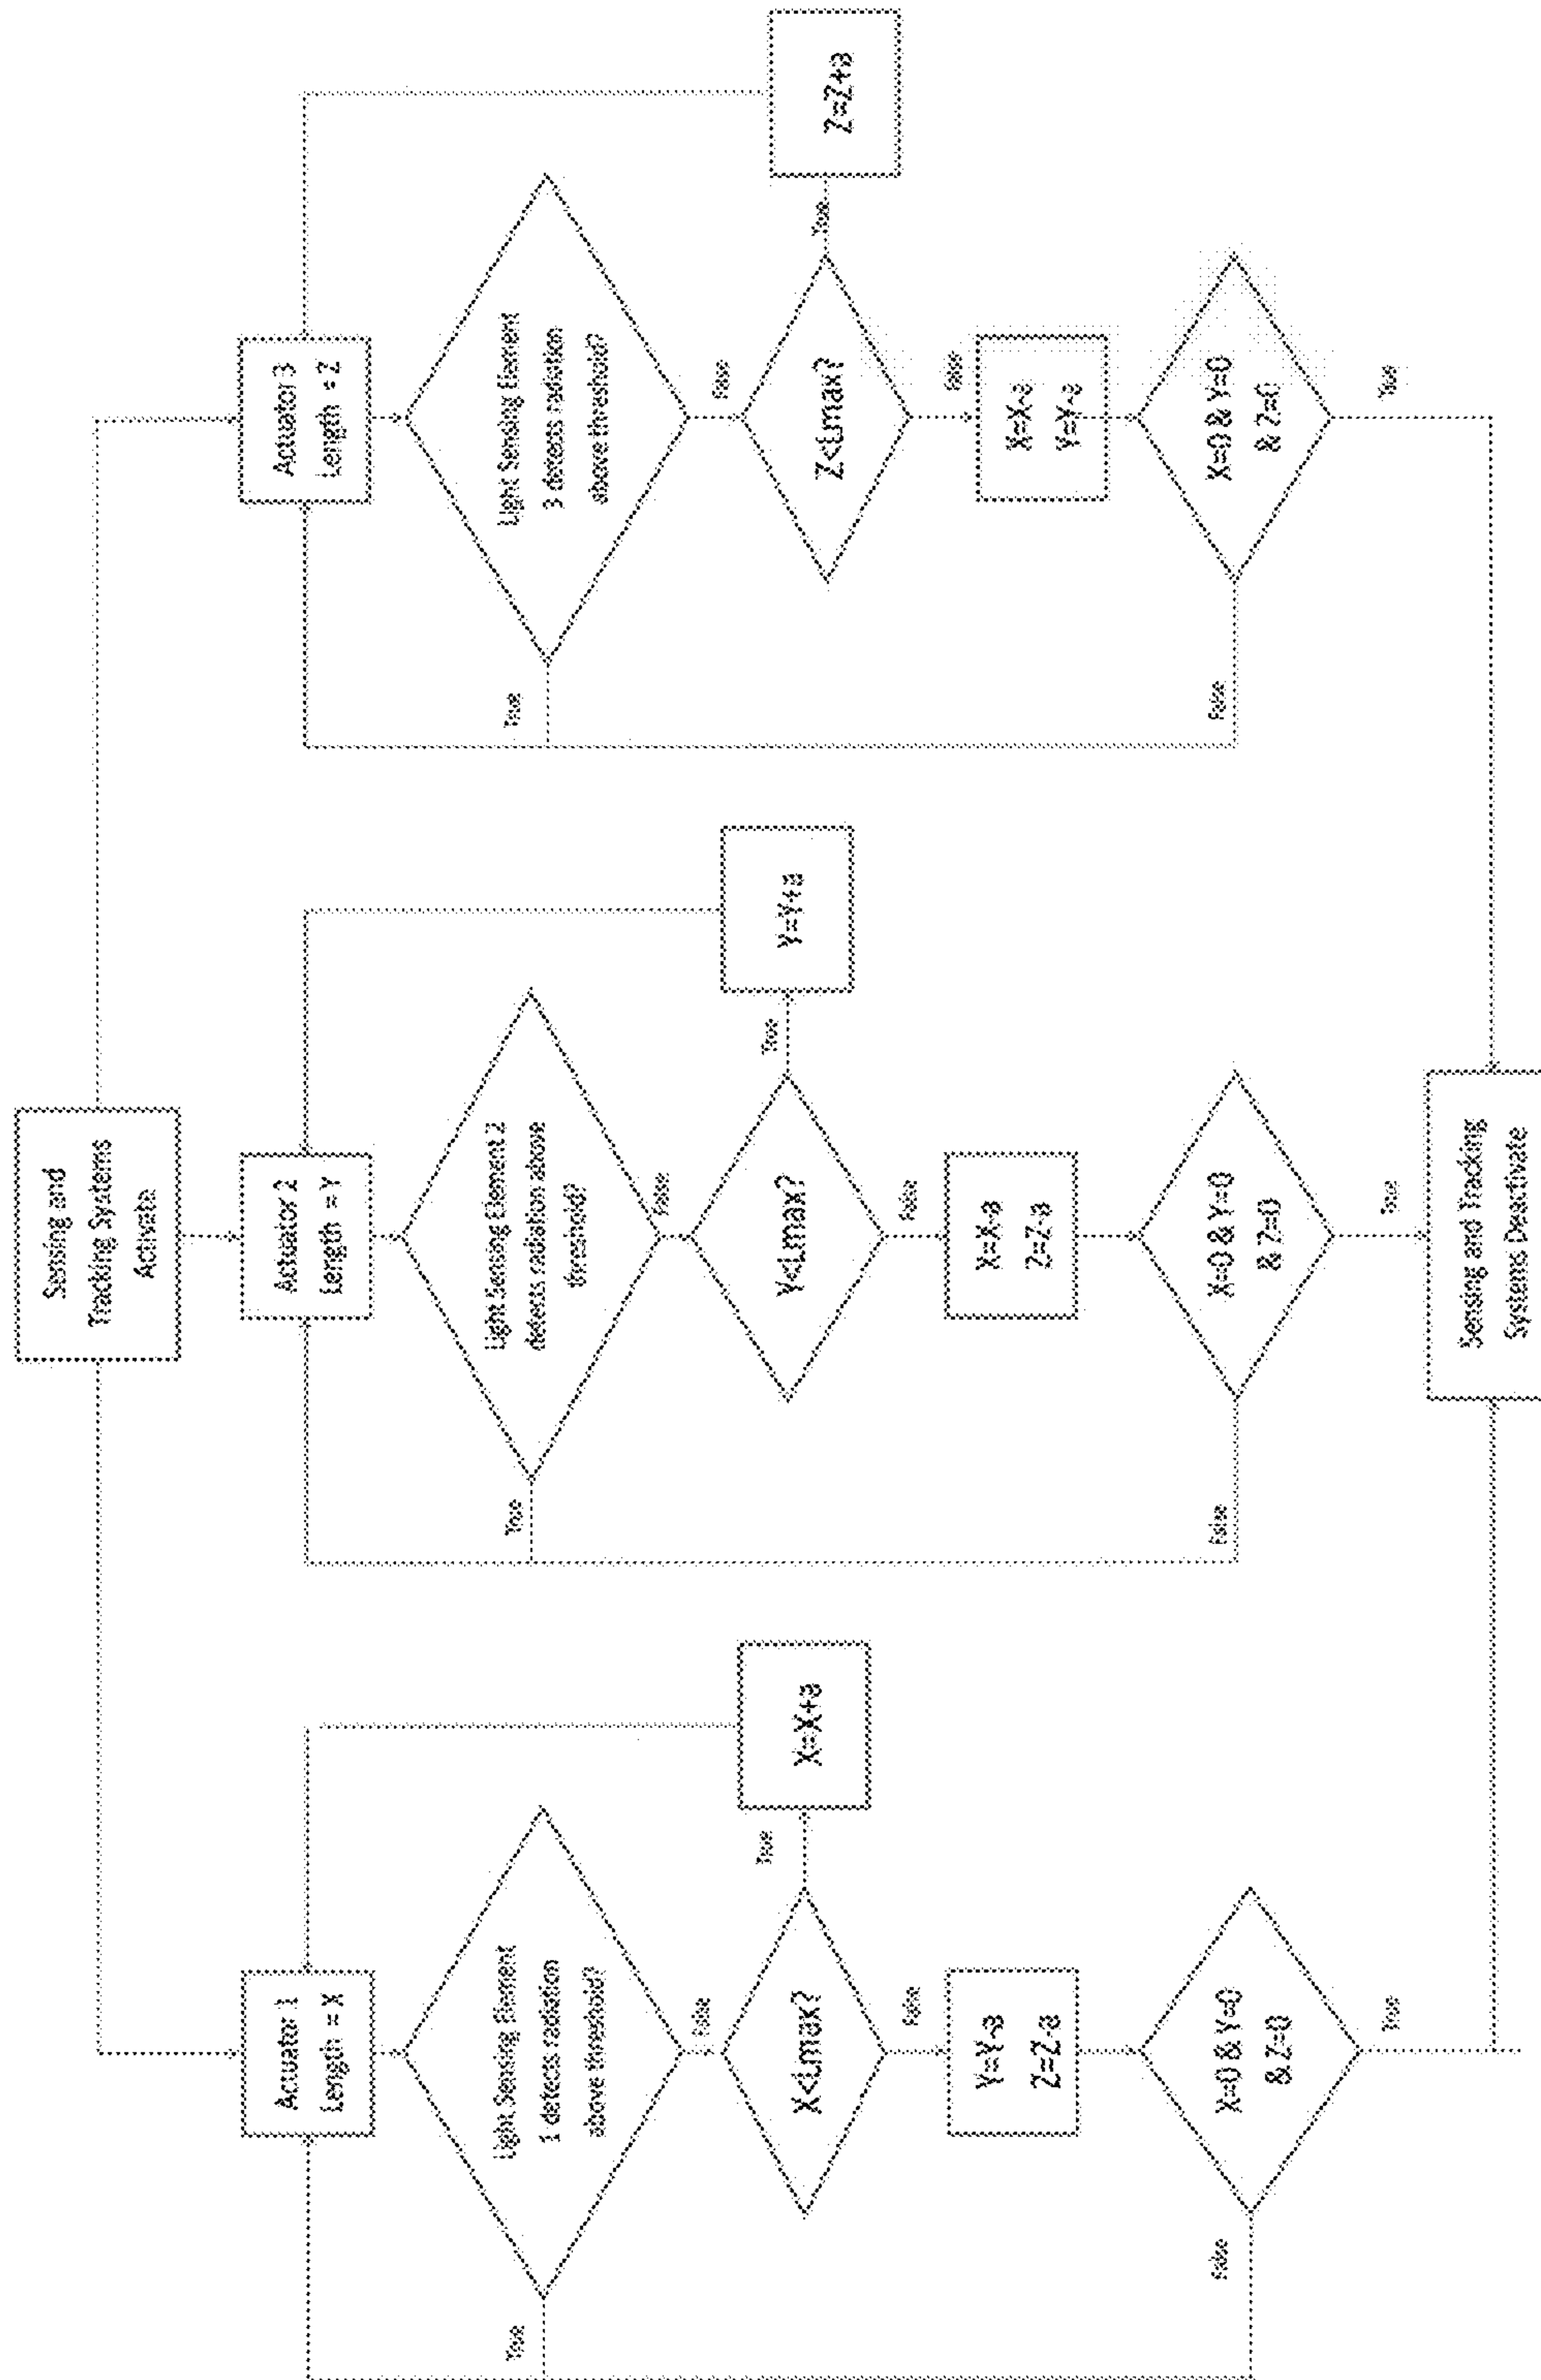 Sensing and
Tracking Systems
Activate
Actuator 1
Length = X
Light Sensing Element
1 detects radiation
above threshold?
True
False
X<Lmax?
True
X=X+a
False
Y=Y-a
Z=Z-a
X=0 & Y=0
& Z=0
False
True
Actuator 2
Length = Y
Light Sensing Element 2
detects radiation above
threshold?
True
False
Y<Lmax?
True
Y=Y+a
False
X=X-a
Z=Z-a
X=0 & Y=0
& Z=0
False
True
Actuator 3
Length = Z
Light Sensing Element
3 detects radiation
above threshold?
True
False
Z<Lmax?
True
Z=Z+a
False
X=X-a
Y=Y-a
X=0 & Y=0
& Z=0
False
True
Sensing and Tracking
Systems Deactivate